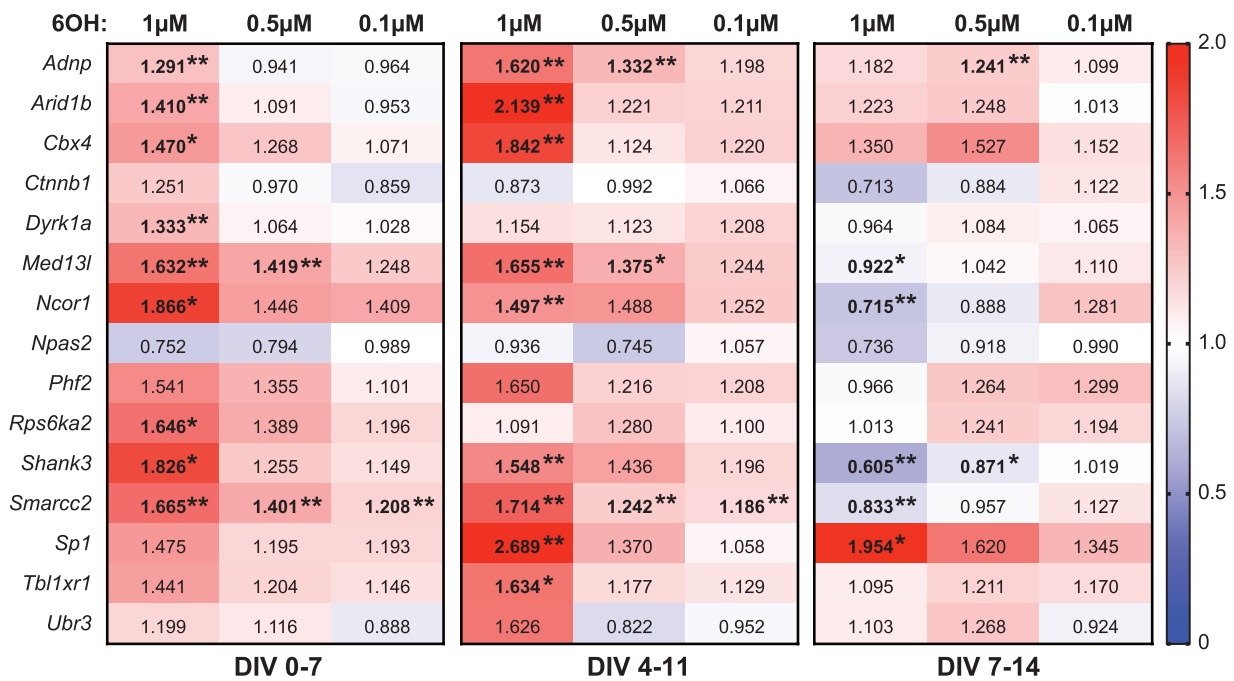 6OH: 1µM 0.5µM 0.1µM 1µM 0.5µM 0.1µM 1µM 0.5µM 0.1µM
Adnp 1.291** 0.941 0.964 1.620** 1.332** 1.198 1.182 1.241** 1.099 2.0
Arid1b 1.410** 1.091 0.953 2.139** 1.221 1.211 1.223 1.248 1.013
Cbx4 1.470* 1.268 1.071 1.842** 1.124 1.220 1.350 1.527 1.152
Ctnnb1 1.251 0.970 0.859 0.873 0.992 1.066 0.713 0.884 1.122 1.5
Dyrk1a 1.333** 1.064 1.028 1.154 1.123 1.208 0.964 1.084 1.065
Med13l 1.632** 1.419** 1.248 1.655** 1.375* 1.244 0.922* 1.042 1.110
Ncor1 1.866* 1.446 1.409 1.497** 1.488 1.252 0.715** 0.888 1.281
Npas2 0.752 0.794 0.989 0.936 0.745 1.057 0.736 0.918 0.990 1.0
Phf2 1.541 1.355 1.101 1.650 1.216 1.208 0.966 1.264 1.299
Rps6ka2 1.646* 1.389 1.196 1.091 1.280 1.100 1.013 1.241 1.194
Shank3 1.826* 1.255 1.149 1.548** 1.436 1.196 0.605** 0.871* 1.019
Smarcc2 1.665** 1.401** 1.208** 1.714** 1.242** 1.186** 0.833** 0.957 1.127 0.5
Sp1 1.475 1.195 1.193 2.689** 1.370 1.058 1.954* 1.620 1.345
Tbl1xr1 1.441 1.204 1.146 1.634* 1.177 1.129 1.095 1.211 1.170
Ubr3 1.199 1.116 0.888 1.626 0.822 0.952 1.103 1.268 0.924 0
DIV 0-7 DIV 4-11 DIV 7-14